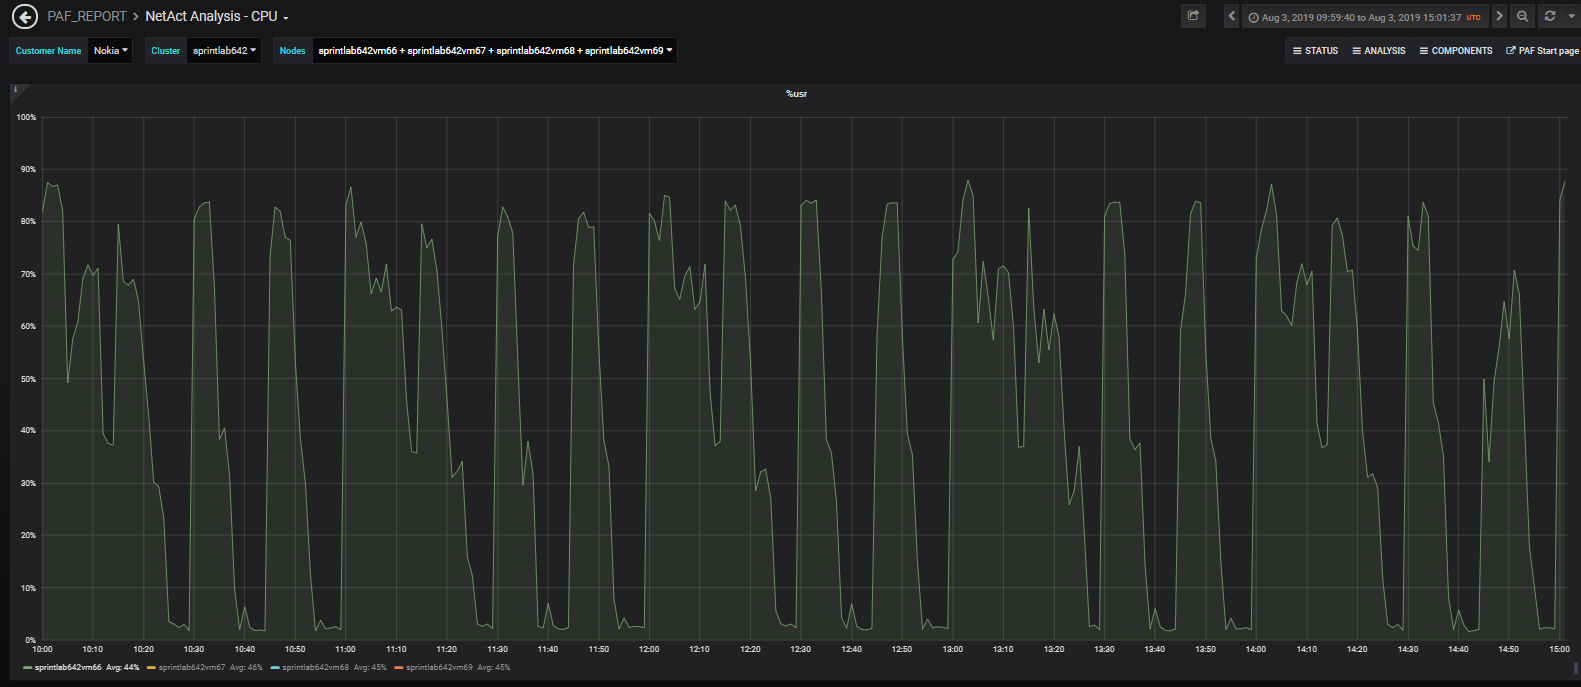 PAF_REPORT > NetAct Analysis - CPU
Aug 3, 2019 09:59:40 to Aug 3, 2019 15:01:37 UTC
Customer Name Nokia Cluster sprintlab642 Nodes sprintlab642vm66 + sprintlab642vm67 + sprintlab642vm68 + sprintlab642vm69
STATUS ANALYSIS COMPONENTS PAF Start page
i
%usr
100%
90%
80%
70%
60%
50%
40%
30%
20%
10%
0%
10:00 10:10 10:20 10:30 10:40 10:50 11:00 11:10 11:20 11:30 11:40 11:50 12:00 12:10 12:20 12:30 12:40 12:50 13:00 13:10 13:20 13:30 13:40 13:50 14:00 14:10 14:20 14:30 14:40 14:50 15:00
sprintlab642vm66 Avg: 44% sprintlab642vm67 Avg: 46% sprintlab642vm68 Avg: 45% sprintlab642vm69 Avg: 45%